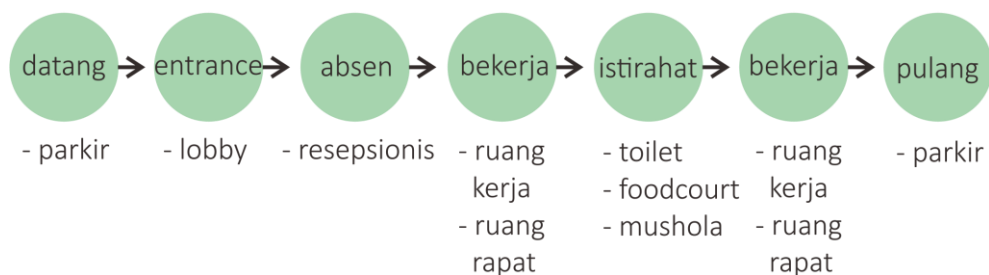 datang
entrance
absen
bekerja
istirahat
bekerja
pulang
- parkir
- lobby
- resepsionis
- ruang
kerja
- ruang
rapat
- toilet
- foodcourt
- mushola
- ruang
kerja
- ruang
rapat
- parkir